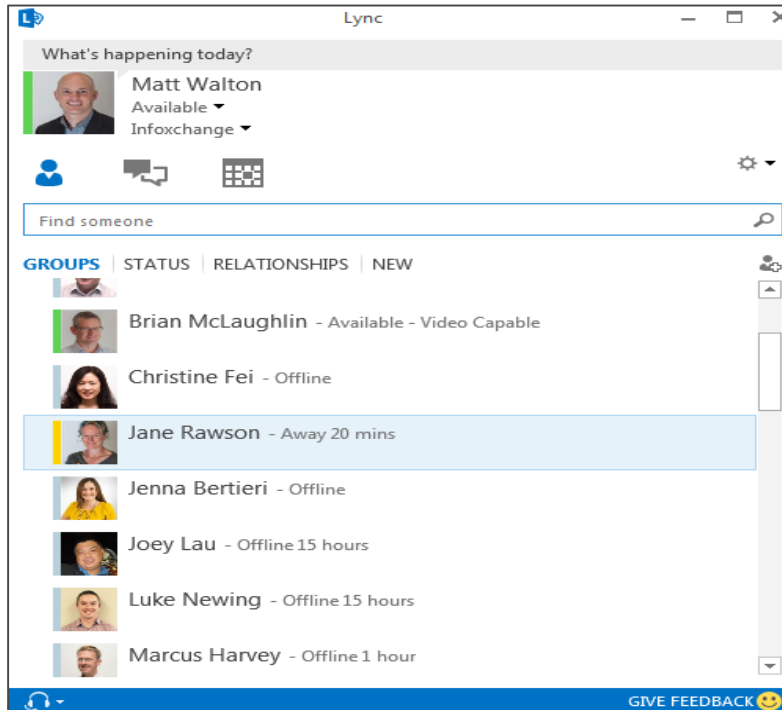 Lync
What's happening today?
Matt Walton
Available
Infoxchange
Find someone
GROUPS STATUS RELATIONSHIPS NEW
Brian McLaughlin - Available - Video Capable
Christine Fei - Offline
Jane Rawson - Away 20 mins
Jenna Bertieri - Offline
Joey Lau - Offline 15 hours
Luke Newing - Offline 15 hours
Marcus Harvey - Offline 1 hour
GIVE FEEDBACK